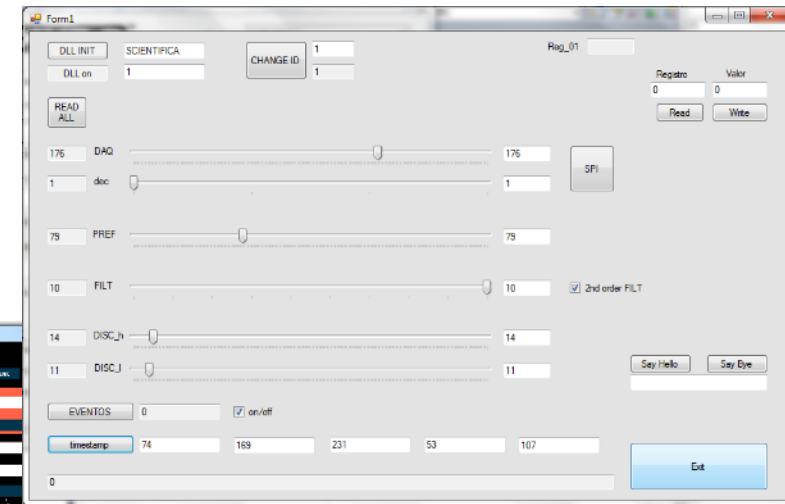 Form1
DLL INIT SCIENTIFICA CHANGE ID 1 Reg_01
DLL on 1 1
Registro Valor
0 0
READ ALL Read Write
176 DAQ 176 SPI
1 dec 1
79 PREF 79
10 FILT 10 2nd order FILT
14 DISC_h 14
11 DISC_l 11 Say Hello Say Bye
EVENTOS 0 on/off
timestamp 74 169 231 53 107
Exit
0